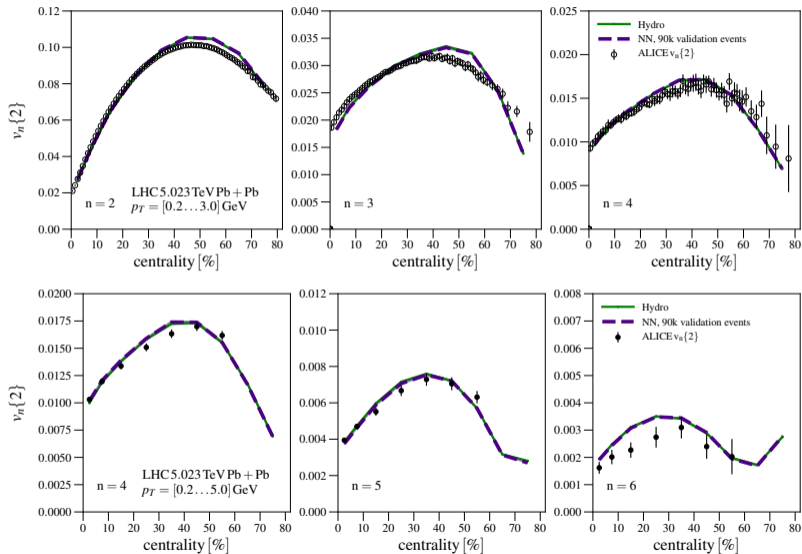 0.12
0.10
0.08
0.06
0.04
0.02
0.00
v_n{2}
n = 2
LHC 5.023 TeV Pb + Pb
p_T = [0.2…3.0] GeV
0 10 20 30 40 50 60 70 80
centrality [%]
0.040
0.035
0.030
0.025
0.020
0.015
0.010
0.005
0.000
n = 3
0 10 20 30 40 50 60 70 80
centrality [%]
0.025
0.020
0.015
0.010
0.005
0.000
Hydro
NN, 90k validation events
ALICE v_n{2}
n = 4
0 10 20 30 40 50 60 70 80
centrality [%]
0.0200
0.0175
0.0150
0.0125
0.0100
0.0075
0.0050
0.0025
0.0000
v_n{2}
n = 4
LHC 5.023 TeV Pb + Pb
p_T = [0.2…5.0] GeV
0 10 20 30 40 50 60 70 80
centrality [%]
0.012
0.010
0.008
0.006
0.004
0.002
0.000
n = 5
0 10 20 30 40 50 60 70 80
centrality [%]
0.008
0.007
0.006
0.005
0.004
0.003
0.002
0.001
0.000
Hydro
NN, 90k validation events
ALICE v_n{2}
n = 6
0 10 20 30 40 50 60 70 80
centrality [%]